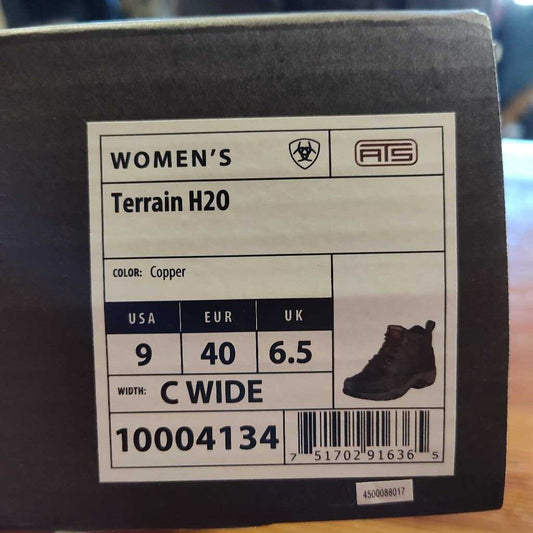 WOMEN'S
ATS
Terrain H20
COLOR: Copper
USA EUR UK
9 40 6.5
WIDTH: C WIDE
10004134
7 51702 91636 5
4500088017